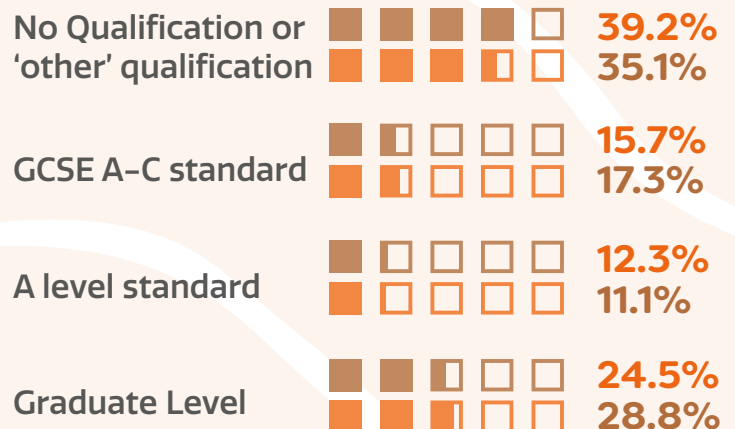 No Qualification or 39.2%
‘other’ qualification 35.1%
15.7%
GCSE A–C standard
17.3%
12.3%
A level standard
11.1%
24.5%
Graduate Level
28.8%